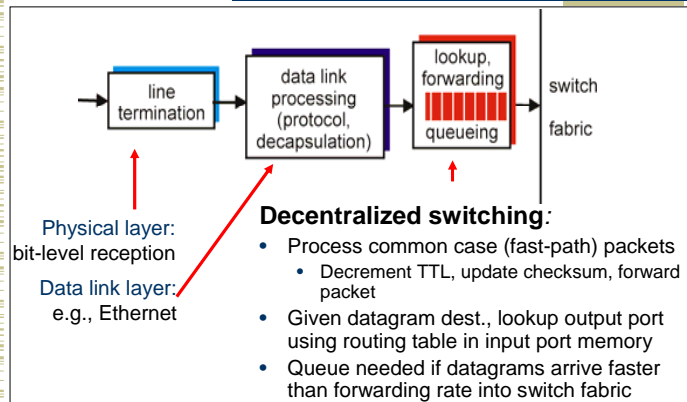 line
termination
data link
processing
(protocol,
decapsulation)
lookup,
forwarding
queueing
switch
fabric
Physical layer:
bit-level reception
Data link layer:
e.g., Ethernet
Decentralized switching:
• Process common case (fast-path) packets
• Decrement TTL, update checksum, forward
packet
• Given datagram dest., lookup output port
using routing table in input port memory
• Queue needed if datagrams arrive faster
than forwarding rate into switch fabric